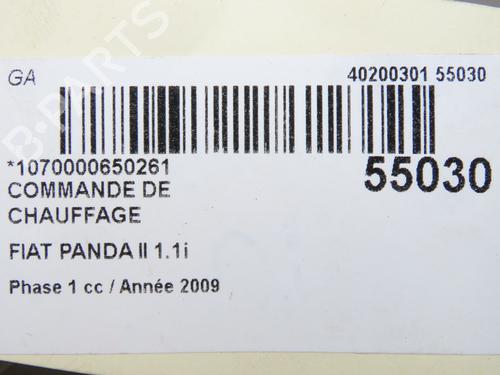 GA
40200301 55030
*1070000650261
55030
COMMANDE DE
CHAUFFAGE
FIAT PANDA II 1.1i
Phase 1 cc / Année 2009
B-PARTS